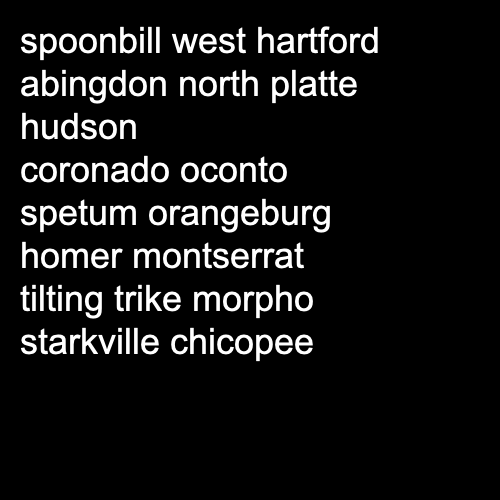 spoonbill west hartford
abingdon north platte
hudson
coronado oconto
spetum orangeburg
homer montserrat
tilting trike morpho
starkville chicopee